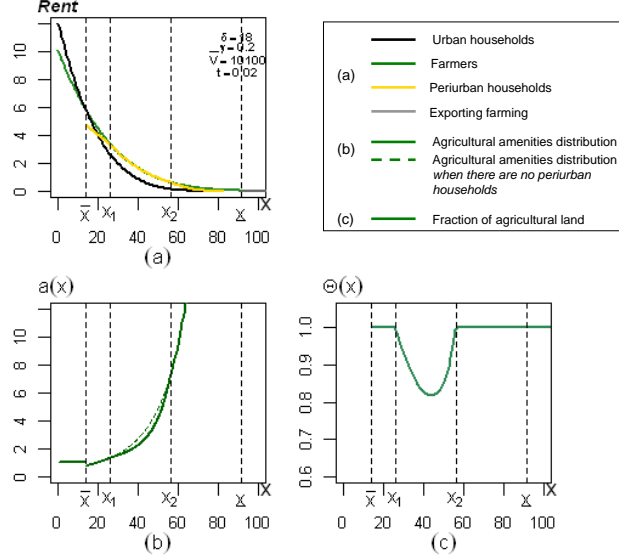 Rent
δ = 18
γ = 0.2
t = 0.02
10
8
6
4
2
0
x̄ x₁ x₂ x̲ X
0 20 40 60 80 100
(a)
(a)
Urban households
Farmers
Periurban households
Exporting farming
(b)
Agricultural amenities distribution
Agricultural amenities distribution
when there are no periurban
households
(c)
Fraction of agricultural land
a(x)
10
8
6
4
2
0
x̄ x₁ x₂ x̲ X
0 20 40 60 80 100
(b)
Θ(x)
1.0
0.9
0.8
0.7
0.6
x̄ x₁ x₂ x̲ X
0 20 40 60 80 100
(c)